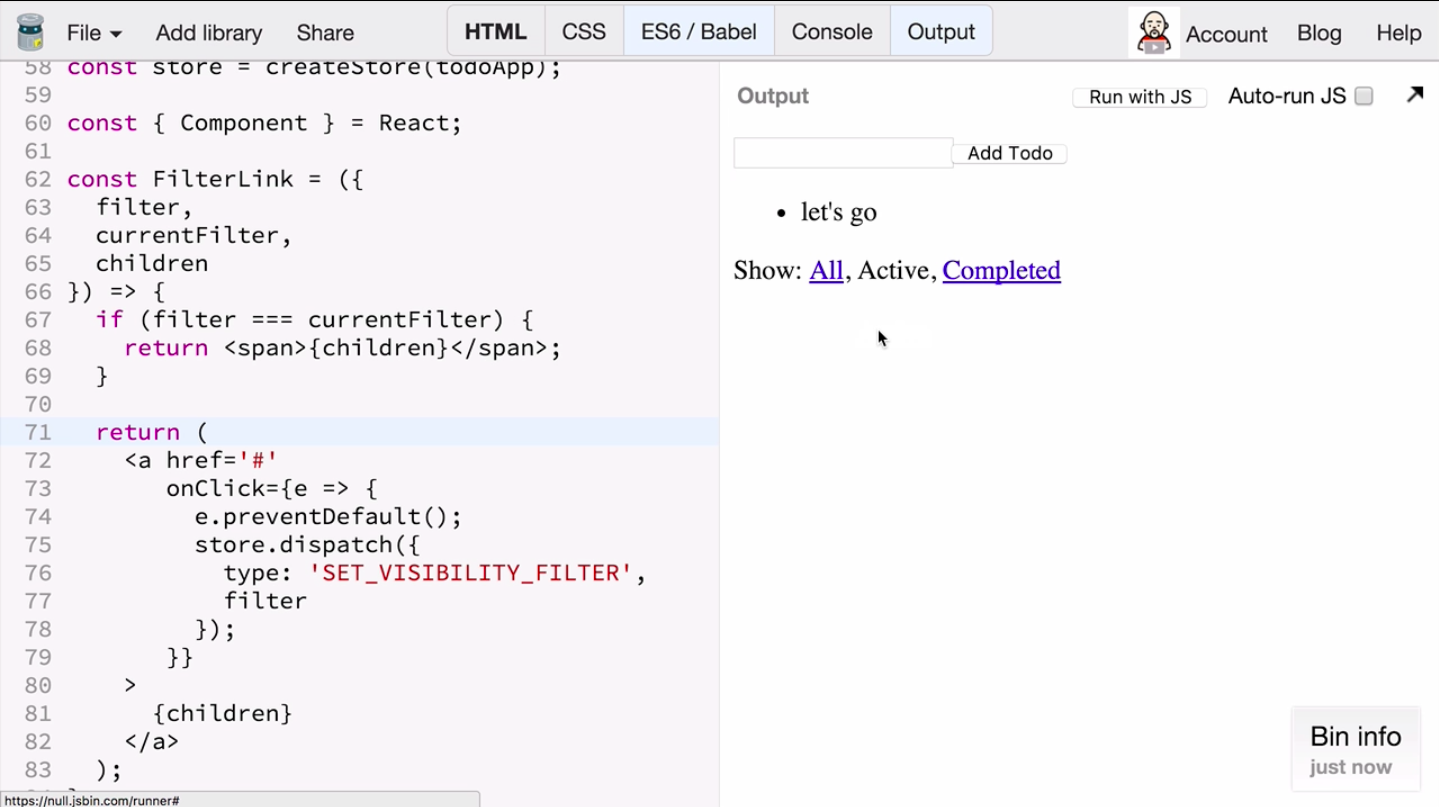 File Add library Share HTML CSS ES6 / Babel Console Output Account Blog Help
58 const store = createStore(todoApp);
59
60 const { Component } = React;
61
62 const FilterLink = ({
63   filter,
64   currentFilter,
65   children
66 }) => {
67   if (filter === currentFilter) {
68     return <span>{children}</span>;
69   }
70
71   return (
72     <a href='#'
73        onClick={e => {
74          e.preventDefault();
75          store.dispatch({
76            type: 'SET_VISIBILITY_FILTER',
77            filter
78          });
79        }}
80     >
81       {children}
82     </a>
83   );
https://null.jsbin.com/runner#
Output Run with JS Auto-run JS
Add Todo
• let's go
Show: All, Active, Completed
Bin info
just now